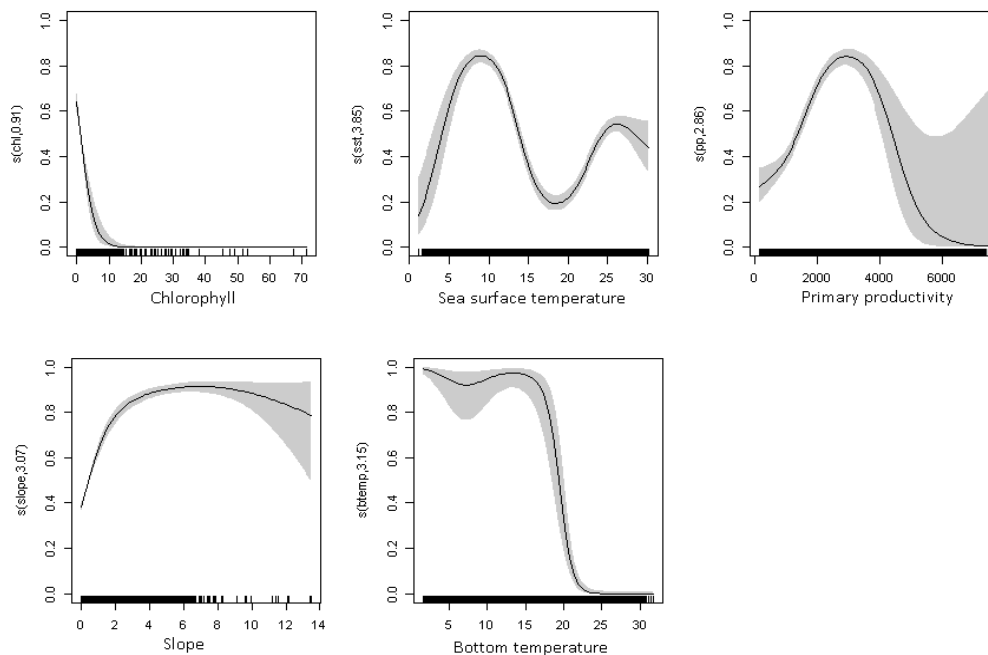 s(chl,0.91)
1.0
0.8
0.6
0.4
0.2
0.0
0 10 20 30 40 50 60 70
Chlorophyll
s(sst,3.85)
1.0
0.8
0.6
0.4
0.2
0.0
0 5 10 15 20 25 30
Sea surface temperature
s(pp,2.86)
1.0
0.8
0.6
0.4
0.2
0.0
0 2000 4000 6000
Primary productivity
s(slope,3.07)
1.0
0.8
0.6
0.4
0.2
0.0
0 2 4 6 8 10 12 14
Slope
s(btemp,3.15)
1.0
0.8
0.6
0.4
0.2
0.0
5 10 15 20 25 30
Bottom temperature